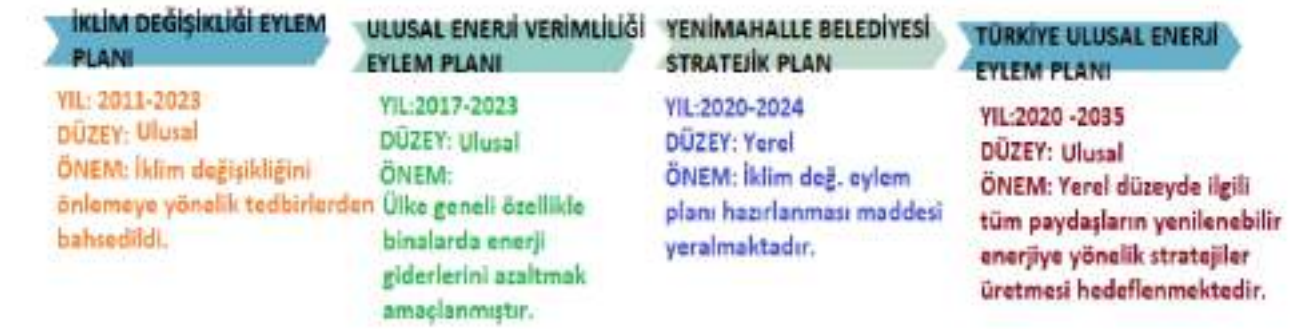 İKLİM DEĞİŞİKLİĞİ EYLEM
PLANI
YIL: 2011-2023
DÜZEY: Ulusal
ÖNEM: İklim değişikliğini
önlemeye yönelik tedbirlerden
bahsedildi.
ULUSAL ENERJİ VERİMLİLİĞİ
EYLEM PLANI
YIL:2017-2023
DÜZEY: Ulusal
ÖNEM:
Ülke geneli özellikle
binalarda enerji
giderlerini azaltmak
amaçlanmıştır.
YENİMAHALLE BELEDİYESİ
STRATEJİK PLAN
YIL:2020-2024
DÜZEY: Yerel
ÖNEM: İklim değ. eylem
planı hazırlanması maddesi
yeralmaktadır.
TÜRKİYE ULUSAL ENERJİ
EYLEM PLANI
YIL:2020 -2035
DÜZEY: Ulusal
ÖNEM: Yerel düzeyde ilgili
tüm paydaşların yenilenebilir
enerjiye yönelik stratejiler
üretmesi hedeflenmektedir.